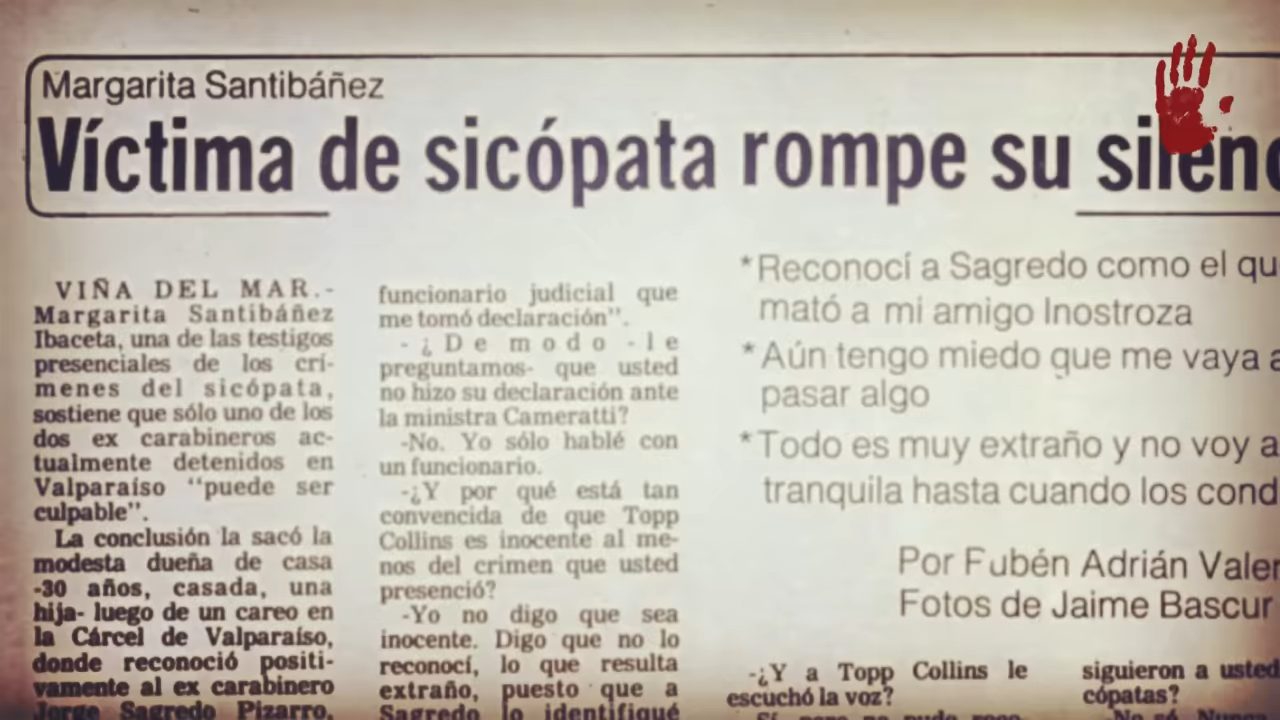 Margarita Santibáñez
Víctima de sicópata rompe su
VIÑA DEL MAR.-
Margarita Santibáñez
Ibaceta, una de las testigos
presenciales de los crí-
menes del sicópata,
sostiene que sólo uno de los
dos ex carabineros ac-
tualmente detenidos en
Valparaíso "puede ser
culpable".
La conclusión la sacó la
modesta dueña de casa
-30 años, casada, una
hija- luego de un careo en
la Cárcel de Valparaíso,
donde reconoció positi-
vamente al ex carabinero
Jorge Sagredo Pizarro,
funcionario judicial que
me tomó declaración".
-¿De modo -le
preguntamos- que usted
no hizo su declaración ante
la ministra Cameratti?
-No. Yo sólo hablé con
un funcionario.
-¿Y por qué está tan
convencida de que Topp
Collins es inocente al me-
nos del crimen que usted
presenció?
-Yo no digo que sea
inocente. Digo que no lo
reconocí, lo que resulta
extraño, puesto que a
Sagredo lo identifiqué
*Reconocí a Sagredo como el
mató a mi amigo Inostroza
*Aún tengo miedo que me vaya a
pasar algo
*Todo es muy extraño y no voy a
tranquila hasta cuando los
Por Fubén Adrián
Fotos de Jaime Bascur
-¿Y a Topp Collins le
escuchó la voz?
siguieron a usted
cópatas?